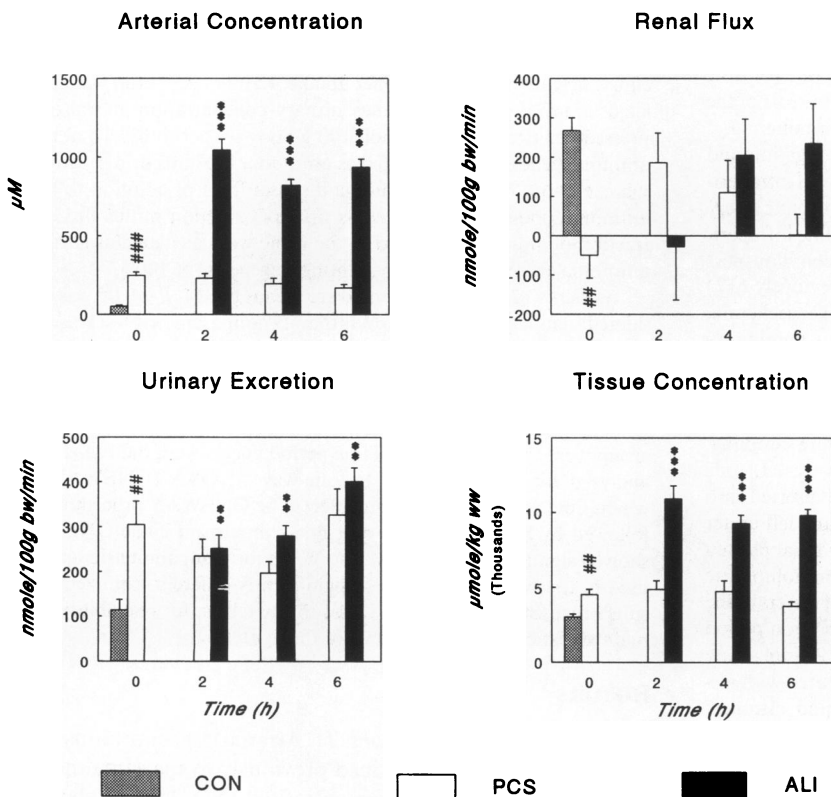 Arterial Concentration
Renal Flux
µM
1500
1000
500
0
***
***
***
###
0 2 4 6
nmole/100g bw/min
400
300
200
100
0
-100
-200
##
0 2 4 6
Urinary Excretion
Tissue Concentration
nmole/100g bw/min
500
400
300
200
100
0
##
**
**
**
0 2 4 6
Time (h)
µmole/kg ww
(Thousands)
15
10
5
0
##
***
***
***
0 2 4 6
Time (h)
CON PCS ALI